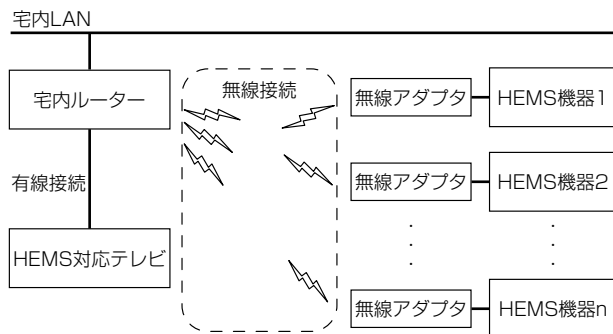 宅内LAN
宅内ルーター
無線接続
無線アダプタ
HEMS機器1
有線接続
無線アダプタ
HEMS機器2
HEMS対応テレビ
無線アダプタ
HEMS機器n